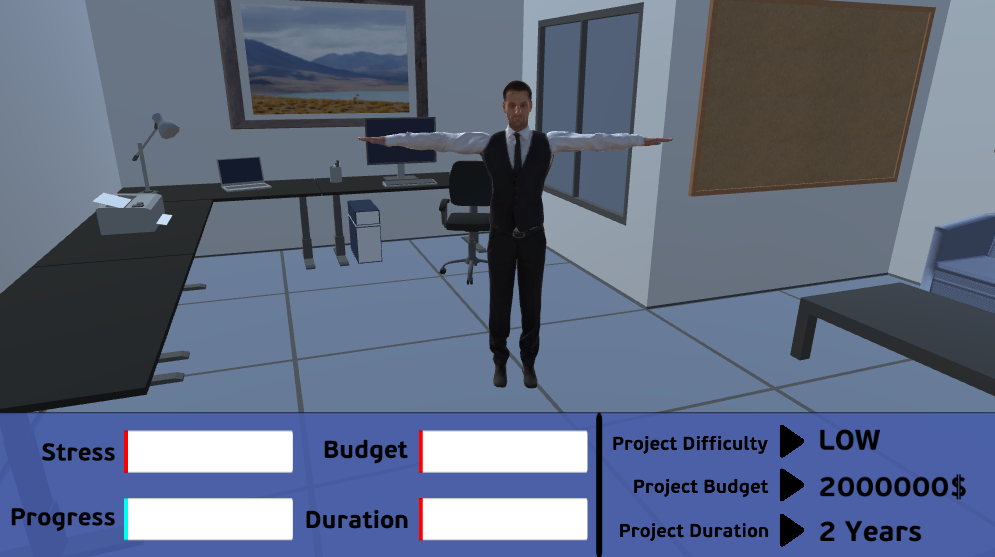 Stress
Budget
Progress
Duration
Project Difficulty LOW
Project Budget 2000000$
Project Duration 2 Years